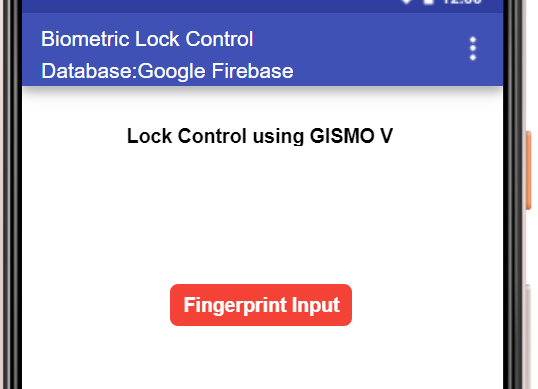 Biometric Lock Control
Database:Google Firebase
Lock Control using GISMO V
Fingerprint Input